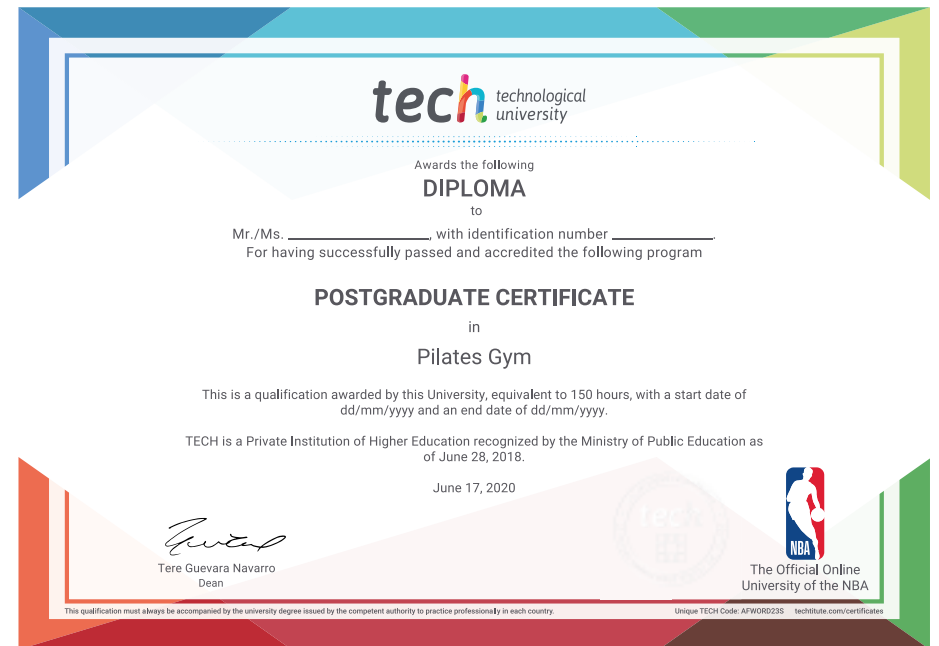 tech technological
university
Awards the following
DIPLOMA
to
Mr./Ms. ________________, with identification number ____________.
For having successfully passed and accredited the following program
POSTGRADUATE CERTIFICATE
in
Pilates Gym
This is a qualification awarded by this University, equivalent to 150 hours, with a start date of
dd/mm/yyyy and an end date of dd/mm/yyyy.
TECH is a Private Institution of Higher Education recognized by the Ministry of Public Education as
of June 28, 2018.
June 17, 2020
tech
NBA
Tere Guevara Navarro
Dean
The Official Online
University of the NBA
This qualification must always be accompanied by the university degree issued by the competent authority to practice professionally in each country.
Unique TECH Code: AFWORD23S techtitute.com/certificates